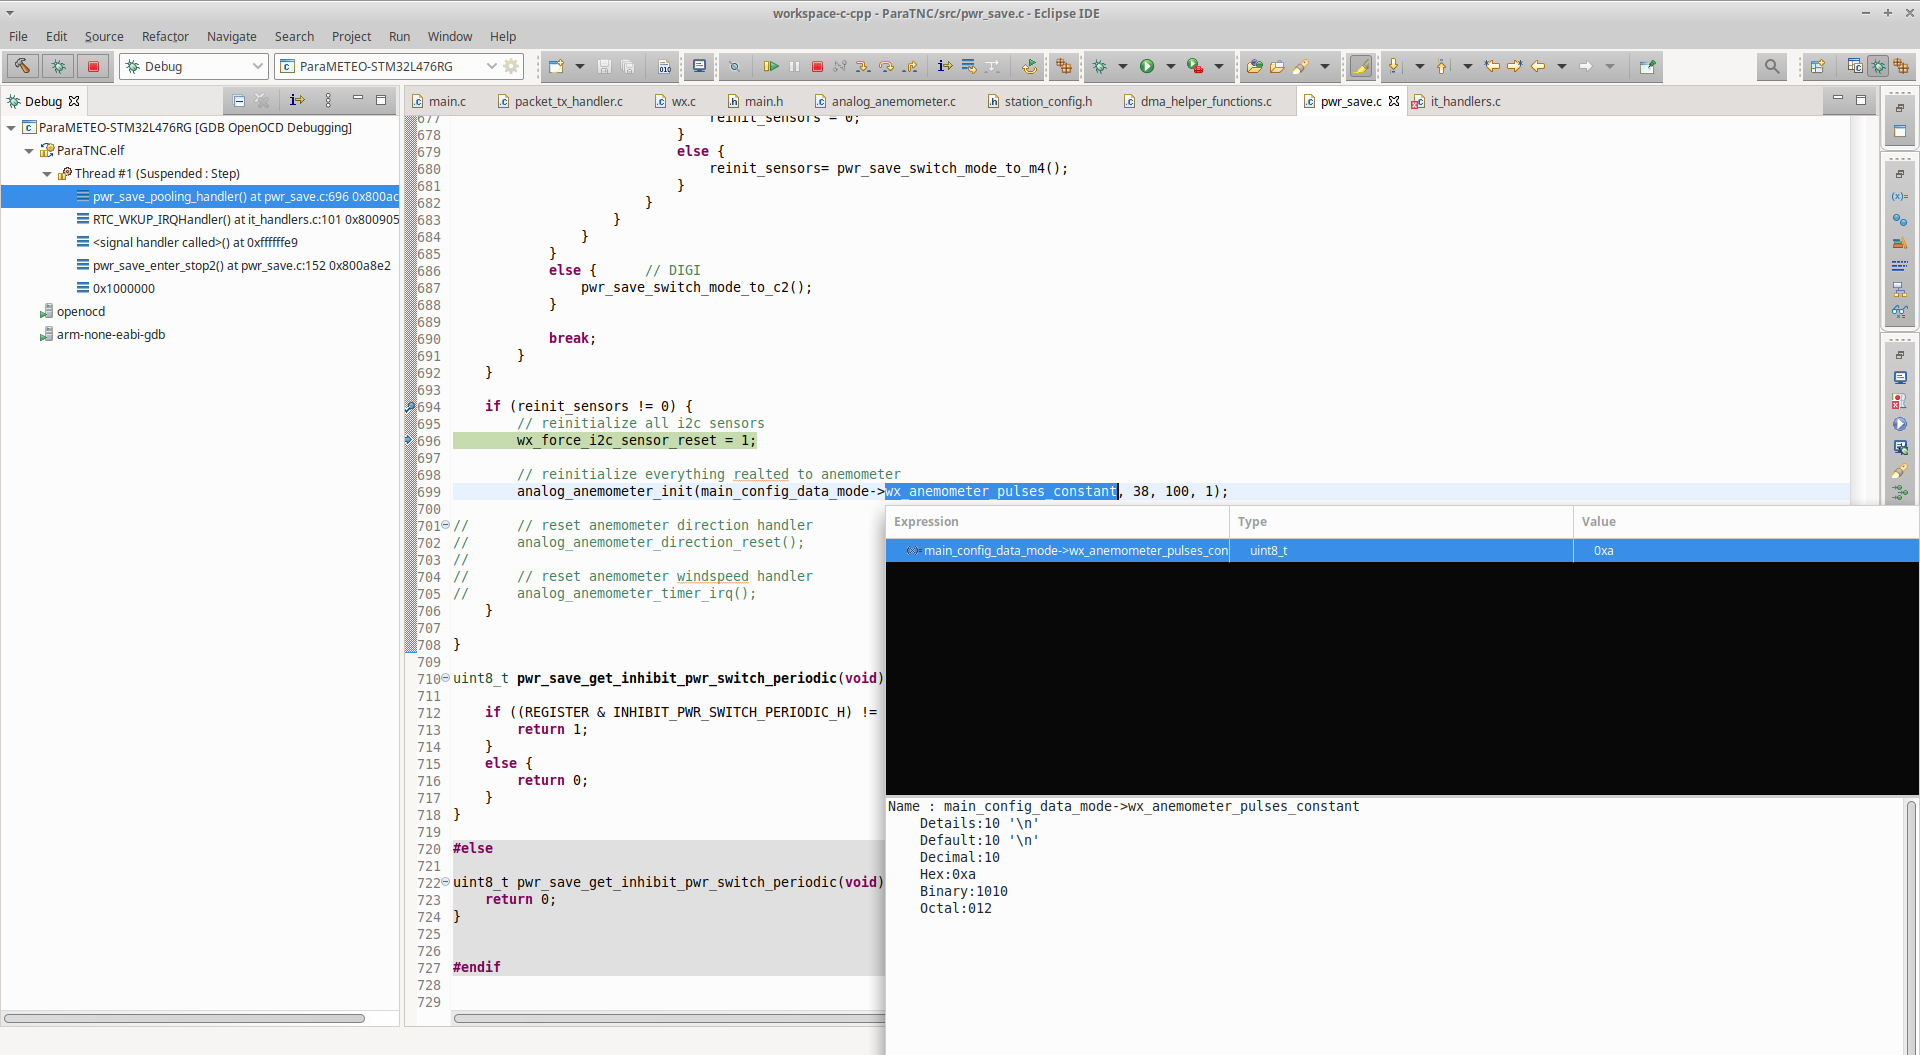 workspace-c-cpp - ParaTNC/src/pwr_save.c - Eclipse IDE
File Edit Source Refactor Navigate Search Project Run Window Help
Debug ParaMETEO-STM32L476RG
Debug
ParaMETEO-STM32L476RG [GDB OpenOCD Debugging]
ParaTNC.elf
Thread #1 (Suspended : Step)
pwr_save_pooling_handler() at pwr_save.c:696 0x800ac
RTC_WKUP_IRQHandler() at it_handlers.c:101 0x800905
<signal handler called>() at 0xffffffe9
pwr_save_enter_stop2() at pwr_save.c:152 0x800a8e2
0x1000000
openocd
arm-none-eabi-gdb
main.c packet_tx_handler.c wx.c main.h analog_anemometer.c station_config.h dma_helper_functions.c pwr_save.c it_handlers.c
677 reinit_sensors = 0;
678 }
679 else {
680 reinit_sensors= pwr_save_switch_mode_to_m4();
681 }
682 }
683 }
684 }
685 }
686 else { // DIGI
687 pwr_save_switch_mode_to_c2();
688 }
689
690 break;
691 }
692 }
693
694 if (reinit_sensors != 0) {
695 // reinitialize all i2c sensors
696 wx_force_i2c_sensor_reset = 1;
697
698 // reinitialize everything realted to anemometer
699 analog_anemometer_init(main_config_data_mode->wx_anemometer_pulses_constant, 38, 100, 1);
700
701 // // reset anemometer direction handler
702 // analog_anemometer_direction_reset();
703 //
704 // // reset anemometer windspeed handler
705 // analog_anemometer_timer_irq();
706 }
707
708 }
709
710 uint8_t pwr_save_get_inhibit_pwr_switch_periodic(void)
711
712 if ((REGISTER & INHIBIT_PWR_SWITCH_PERIODIC_H) !=
713 return 1;
714 }
715 else {
716 return 0;
717 }
718 }
719
720 #else
721
722 uint8_t pwr_save_get_inhibit_pwr_switch_periodic(void)
723 return 0;
724 }
725
726
727 #endif
728
729
Expression Type Value
main_config_data_mode->wx_anemometer_pulses_con uint8_t 0xa
Name : main_config_data_mode->wx_anemometer_pulses_constant
Details:10 '\n'
Default:10 '\n'
Decimal:10
Hex:0xa
Binary:1010
Octal:012